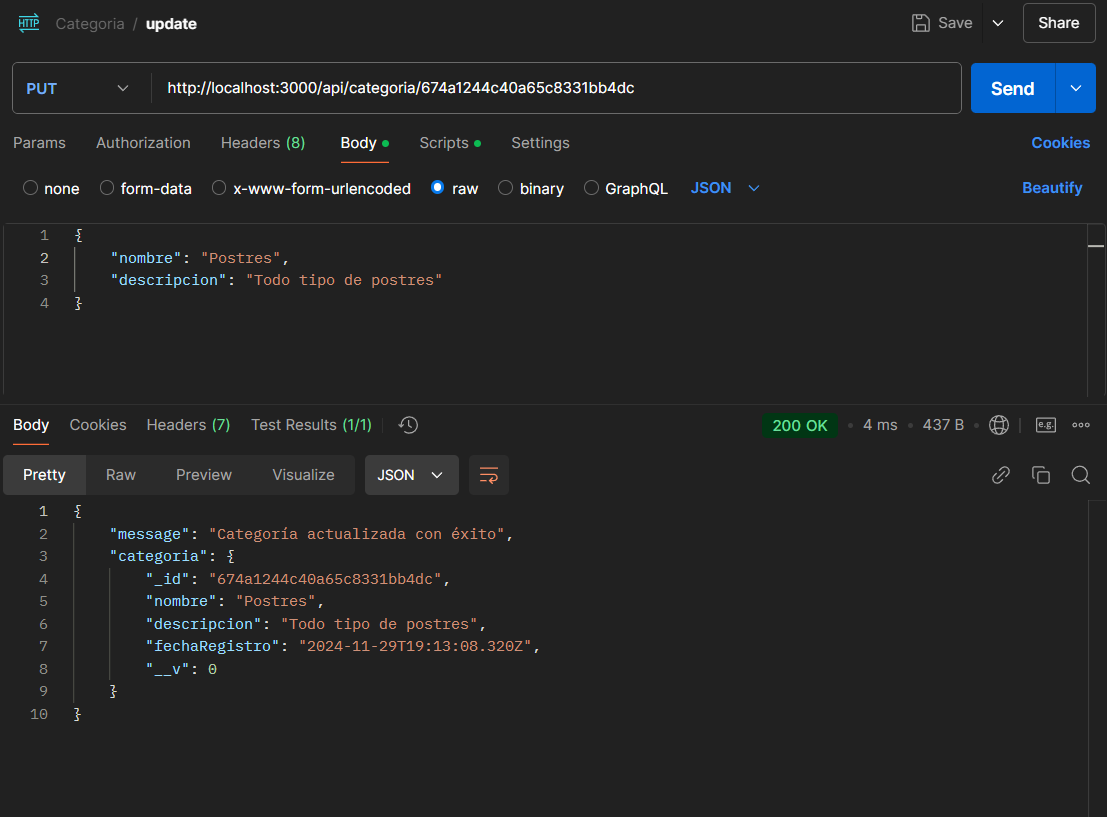 HTTP Categoria / update Save Share
PUT http://localhost:3000/api/categoria/674a1244c40a65c8331bb4dc Send
Params Authorization Headers (8) Body Scripts Settings Cookies
none form-data x-www-form-urlencoded raw binary GraphQL JSON Beautify
1 {
2 "nombre": "Postres",
3 "descripcion": "Todo tipo de postres"
4 }
Body Cookies Headers (7) Test Results (1/1) 200 OK • 4 ms • 437 B • e.g.
Pretty Raw Preview Visualize JSON
1 {
2 "message": "Categoría actualizada con éxito",
3 "categoria": {
4 "_id": "674a1244c40a65c8331bb4dc",
5 "nombre": "Postres",
6 "descripcion": "Todo tipo de postres",
7 "fechaRegistro": "2024-11-29T19:13:08.320Z",
8 "__v": 0
9 }
10 }